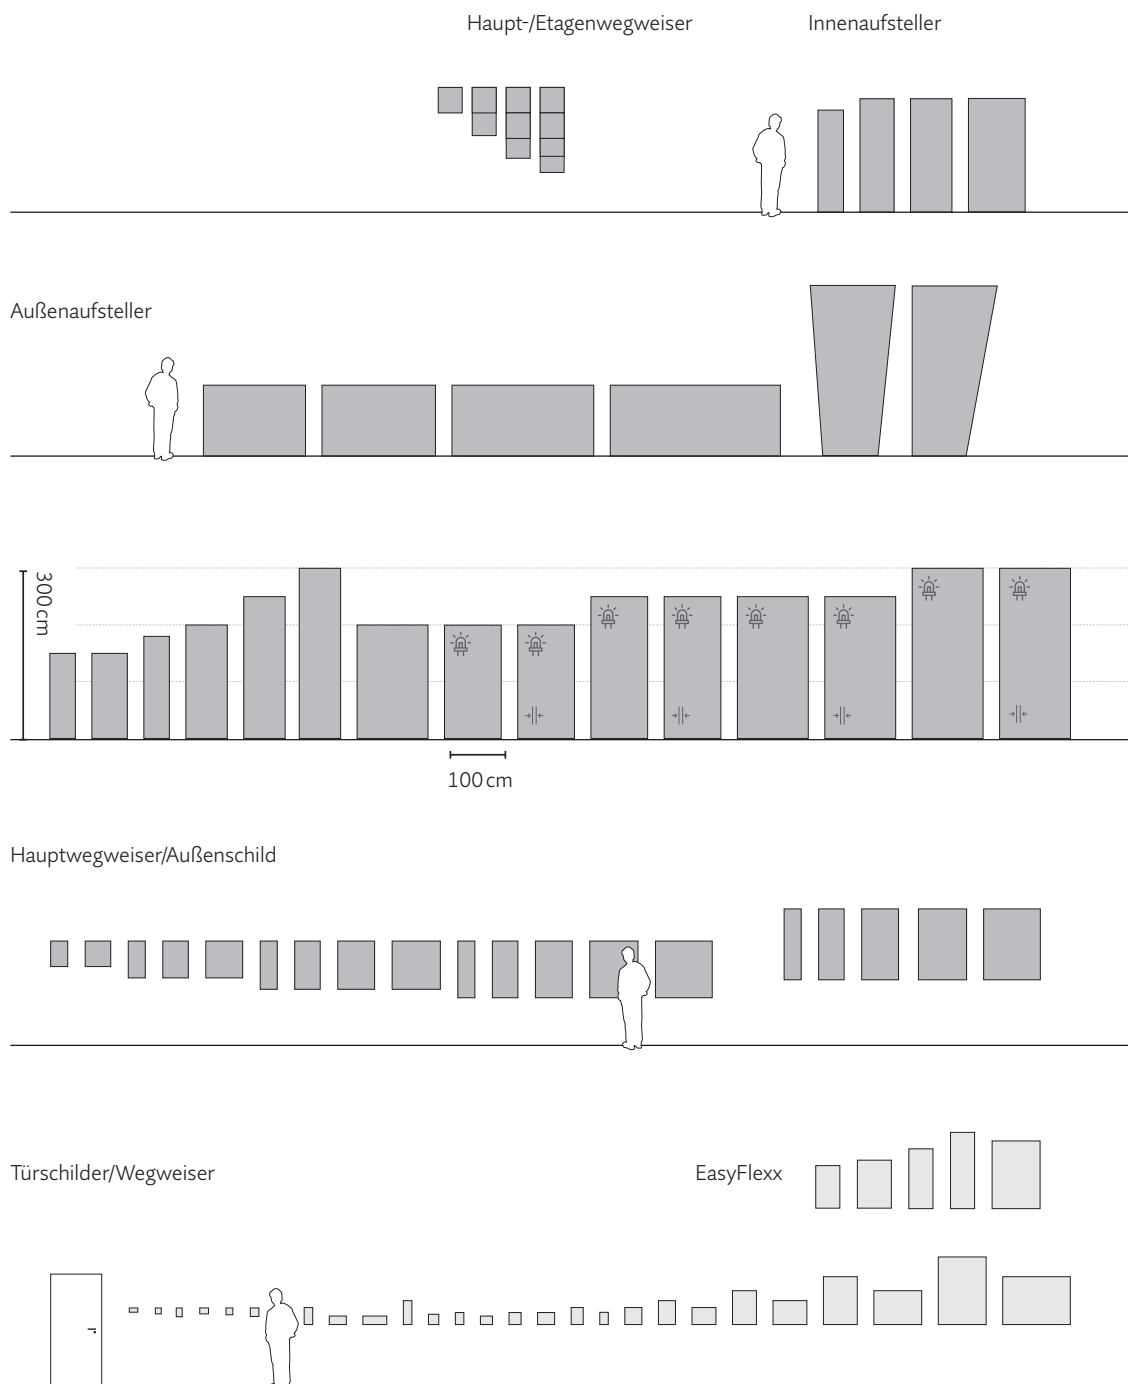 Haupt-/Etagenwegweiser
Innenaufsteller
Außenaufsteller
300 cm
100 cm
Hauptwegweiser/Außenschild
Türschilder/Wegweiser
EasyFlexx